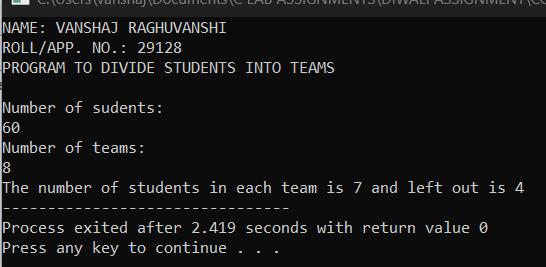 C:\Users\vanshaj\Documents\C LAB ASSIGNMENTS\DIWALI ASSIGNMENT\CO
NAME: VANSHAJ RAGHUVANSHI
ROLL/APP. NO.: 29128
PROGRAM TO DIVIDE STUDENTS INTO TEAMS
Number of sudents:
60
Number of teams:
8
The number of students in each team is 7 and left out is 4
--------------------------------
Process exited after 2.419 seconds with return value 0
Press any key to continue . . .